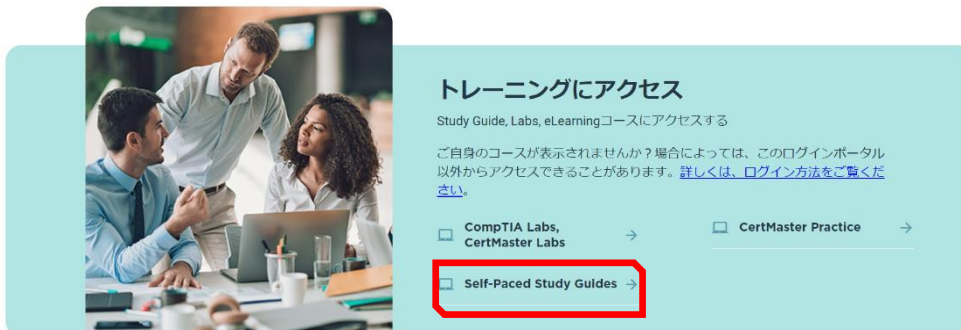 トレーニングにアクセス
Study Guide, Labs, eLearningコースにアクセスする
ご自身のコースが表示されませんか？場合によっては、このログインポータル
以外からアクセスできることがあります。詳しくは、ログイン方法をご覧くだ
さい。
CompTIA Labs,
CertMaster Labs
CertMaster Practice
Self-Paced Study Guides